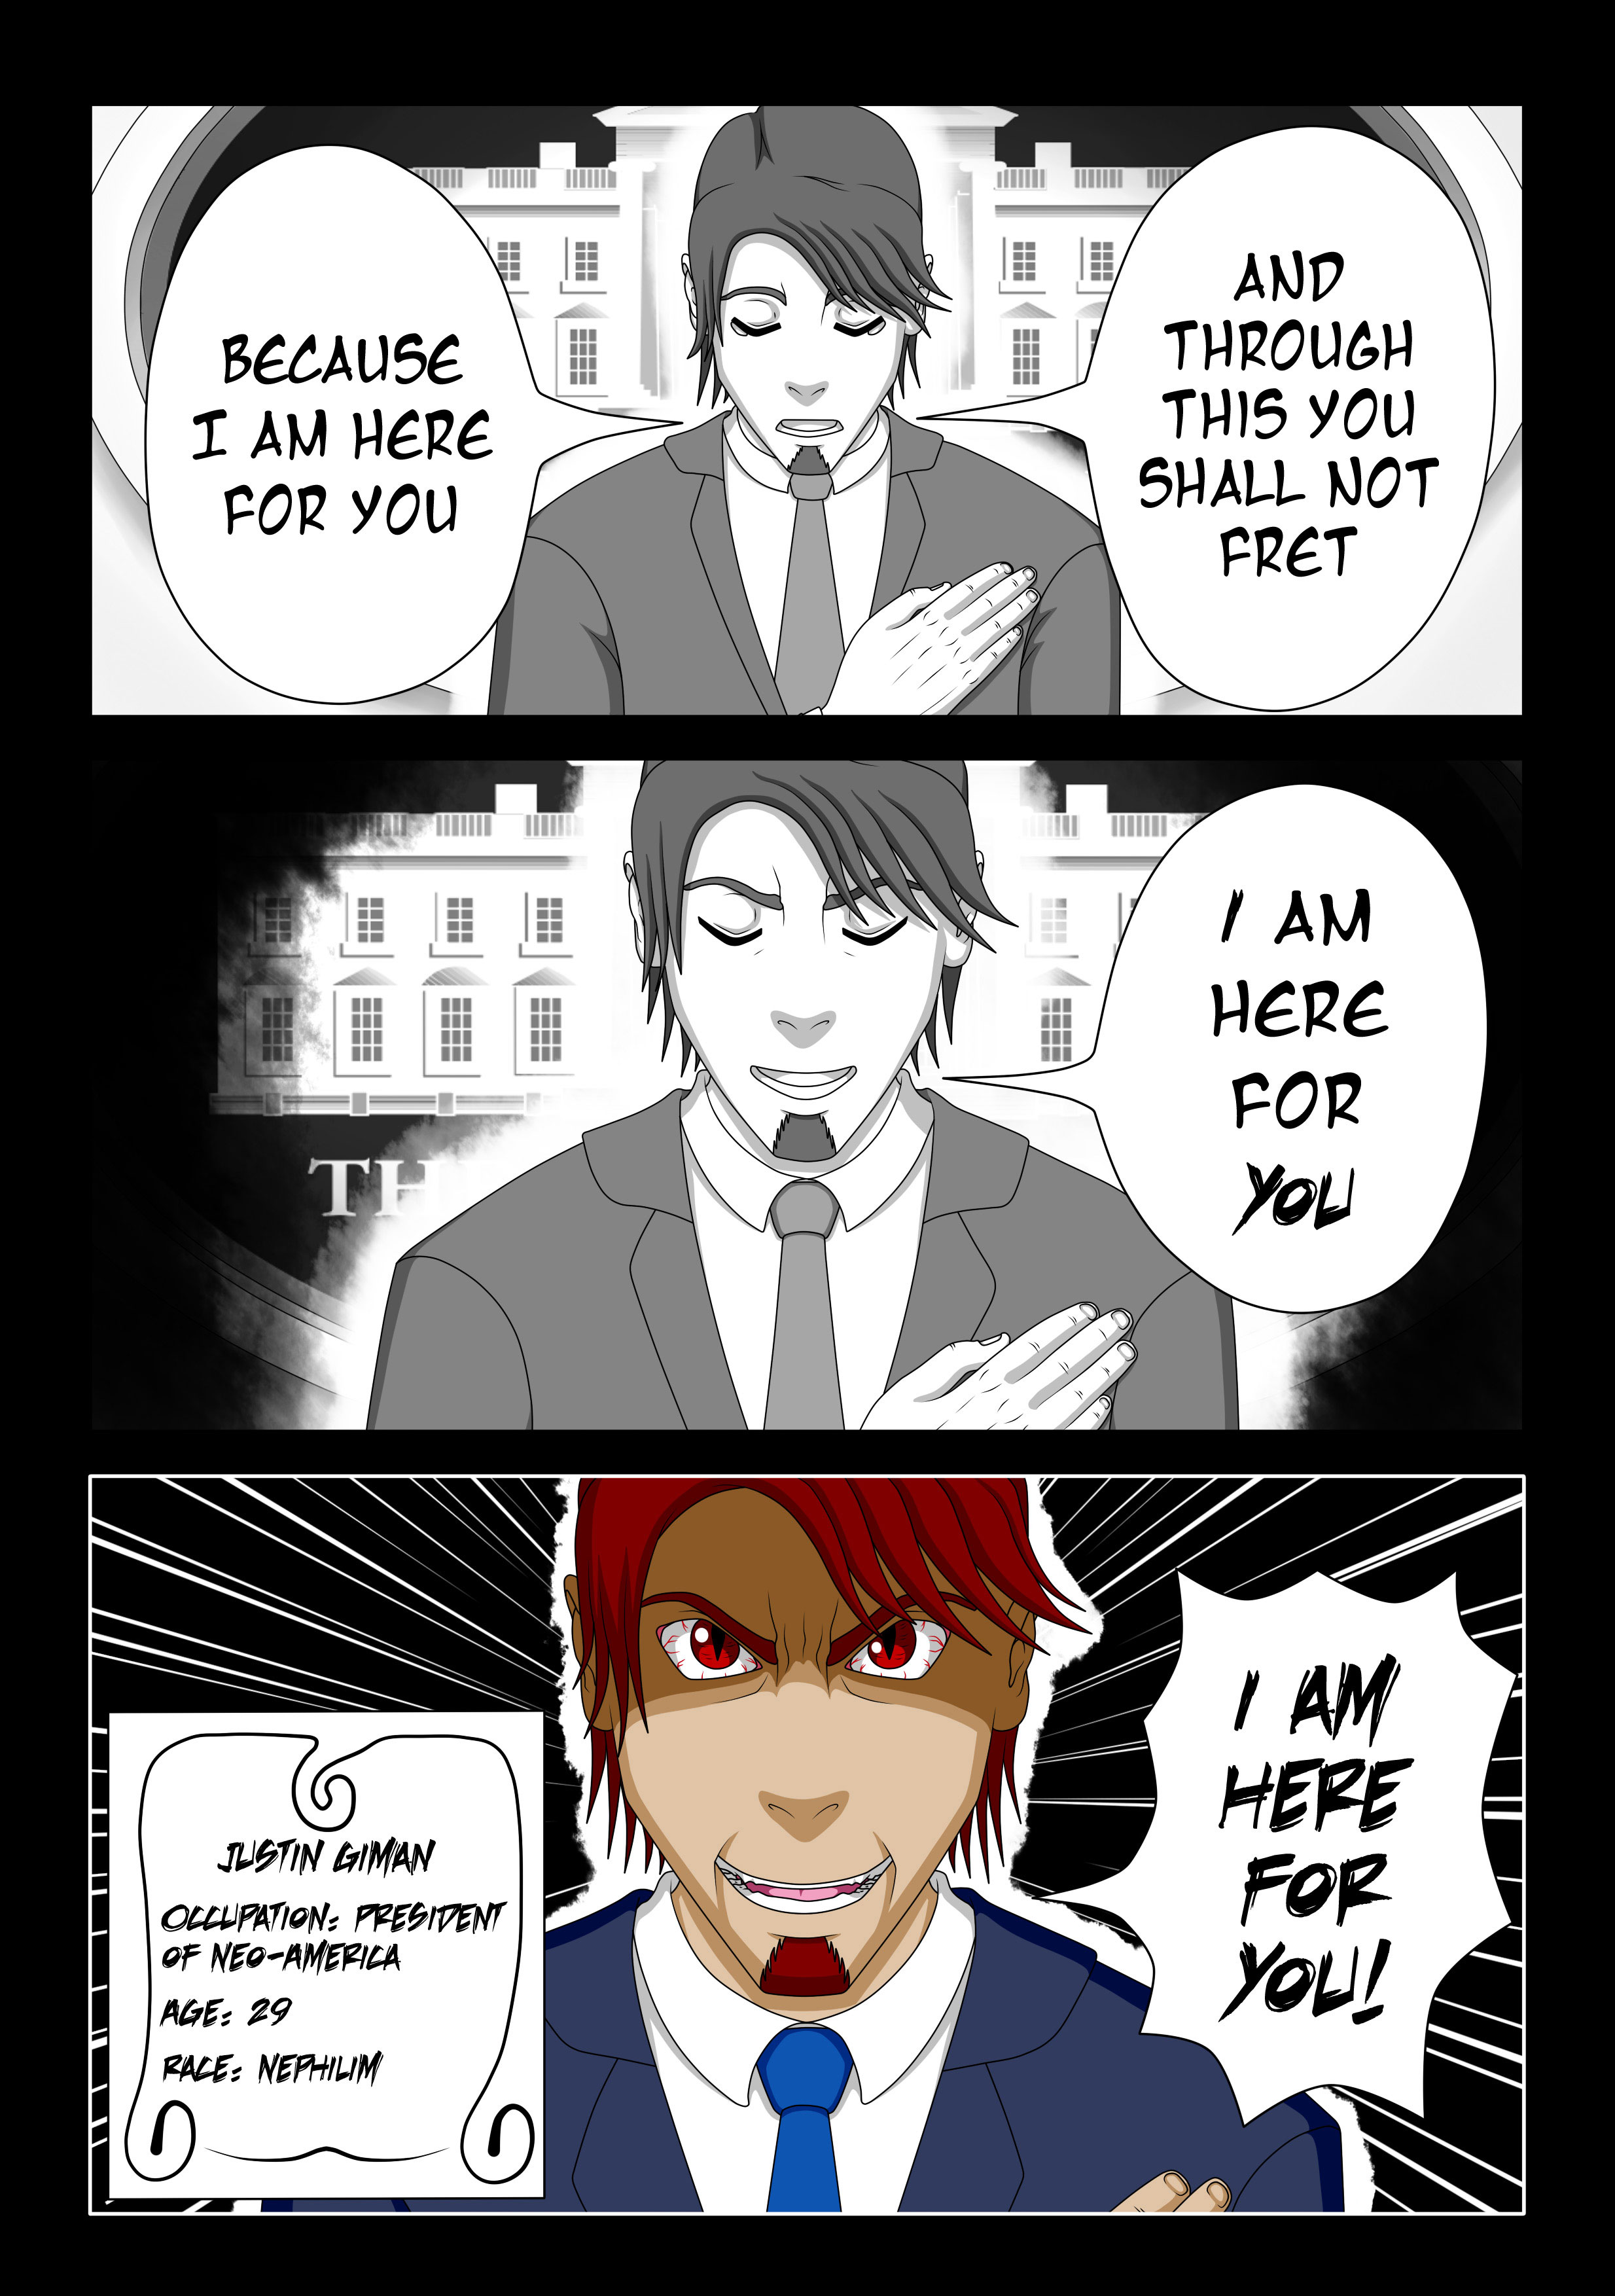 AND
THROUGH
THIS YOU
SHALL NOT
FRET
BECAUSE
I AM HERE
FOR YOU
I AM
HERE
FOR
YOU
TH
I AM
HERE
FOR
YOU!
JUSTIN GIMAN
OCCUPATION: PRESIDENT
OF NEO-AMERICA
AGE: 29
RACE: NEPHILIM